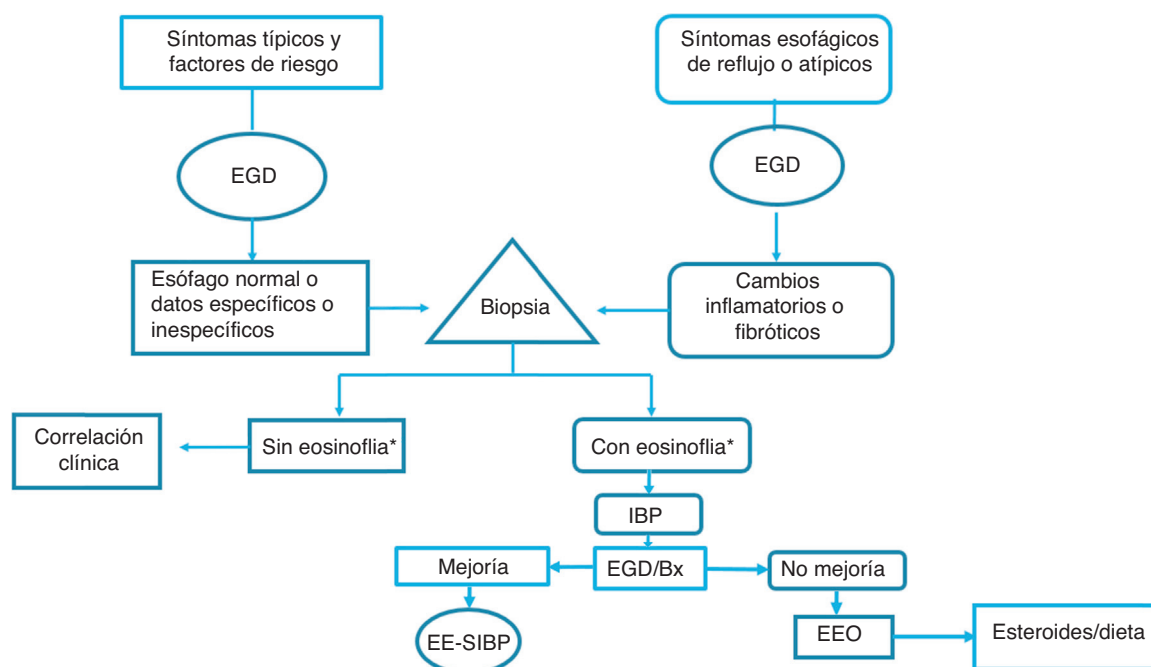 Síntomas típicos y
factores de riesgo
Síntomas esofágicos
de reflujo o atípicos
EGD
EGD
Esófago normal o
datos específicos o
inespecíficos
Biopsia
Cambios
inflamatorios o
fibróticos
Correlación
clínica
Sin eosinoflia*
Con eosinoflia*
IBP
Mejoría
EGD/Bx
No mejoría
EE-SIBP
EEO
Esteroides/dieta